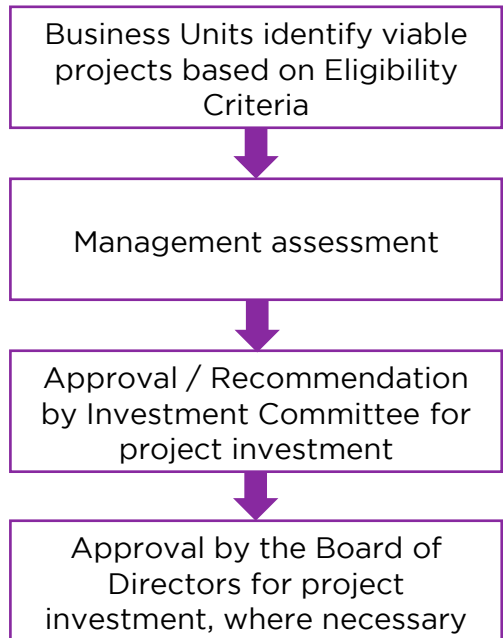 Business Units identify viable
projects based on Eligibility
Criteria
Management assessment
Approval / Recommendation
by Investment Committee for
project investment
Approval by the Board of
Directors for project
investment, where necessary